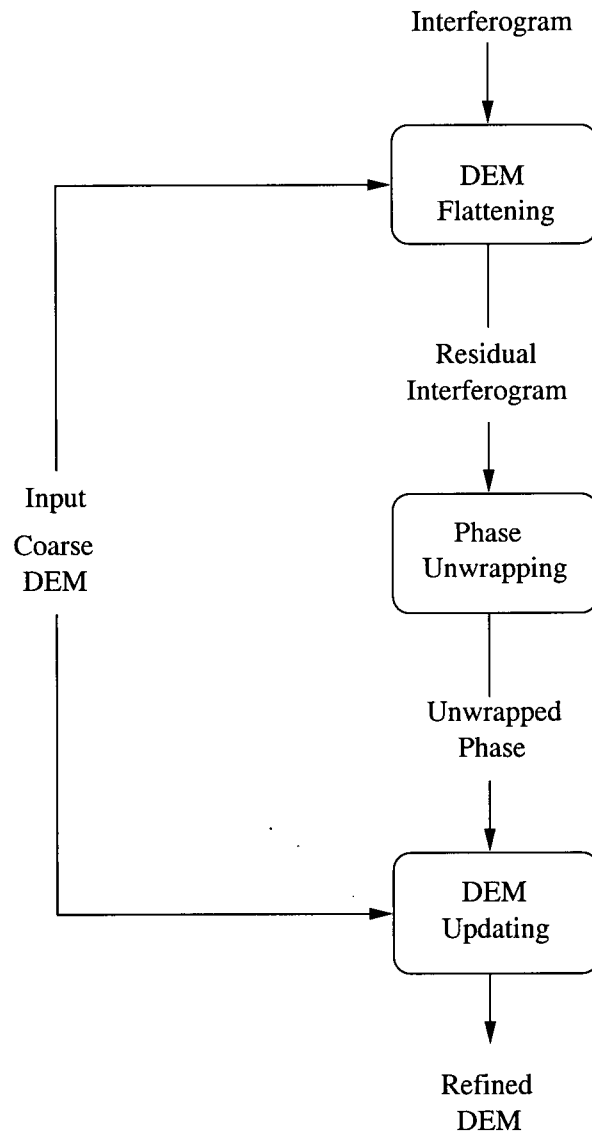 Interferogram
DEM
Flattening
Residual
Interferogram
Input
Coarse
DEM
Phase
Unwrapping
Unwrapped
Phase
DEM
Updating
Refined
DEM